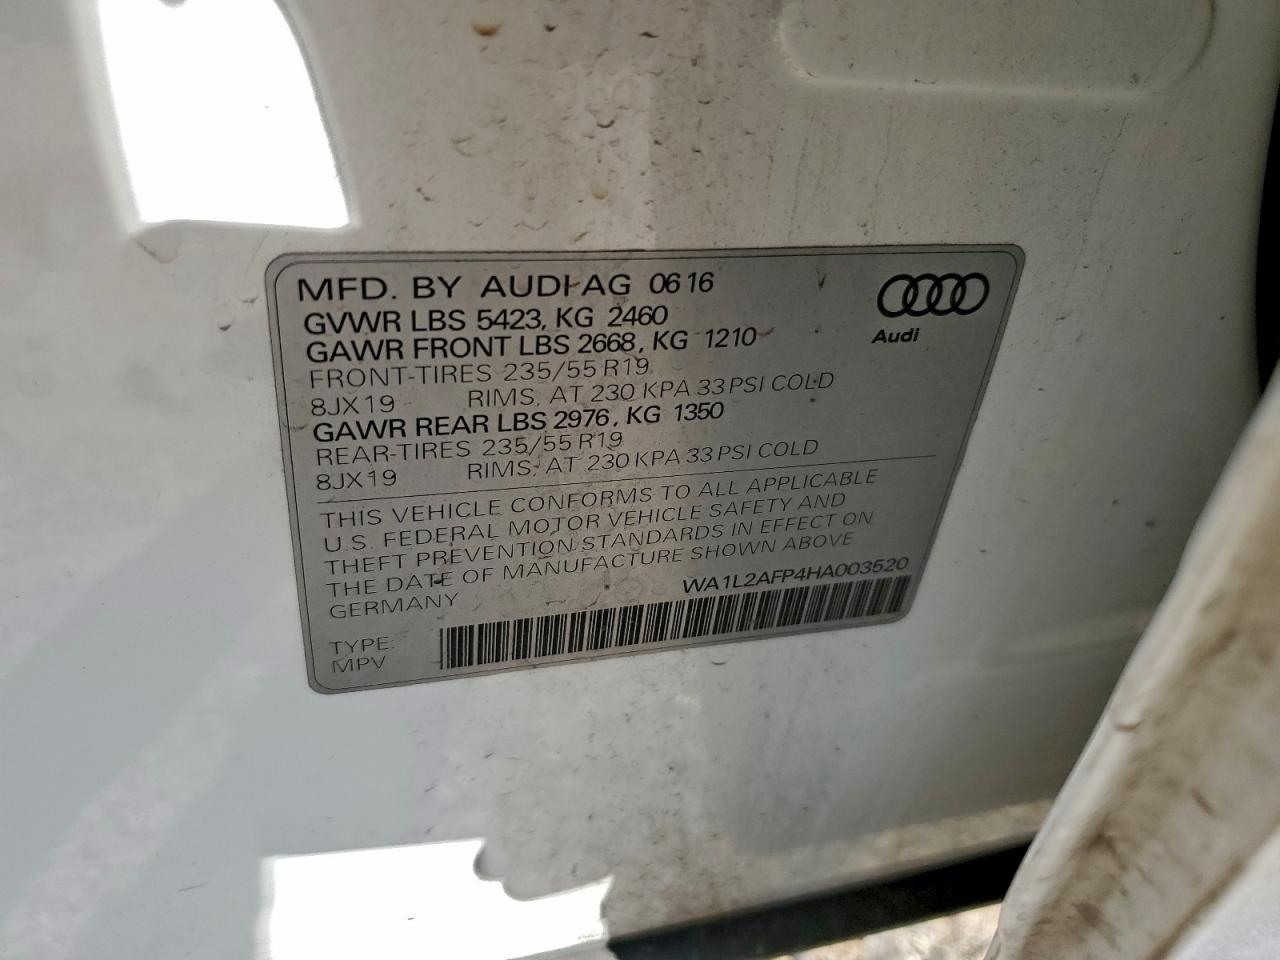 MFD. BY AUDI-AG 06 16
GVWR LBS 5423, KG 2460
GAWR FRONT LBS 2668, KG 1210
FRONT-TIRES 235/55 R19
8JX19 RIMS, AT 230 KPA 33 PSI COLD
GAWR REAR LBS 2976, KG 1350
REAR-TIRES 235/55 R19
8JX19 RIMS, AT 230 KPA 33 PSI COLD
Audi
THIS VEHICLE CONFORMS TO ALL APPLICABLE
U.S. FEDERAL MOTOR VEHICLE SAFETY AND
THEFT PREVENTION STANDARDS IN EFFECT ON
THE DATE OF MANUFACTURE SHOWN ABOVE
GERMANY WA1L2AFP4HA003520
TYPE:
MPV